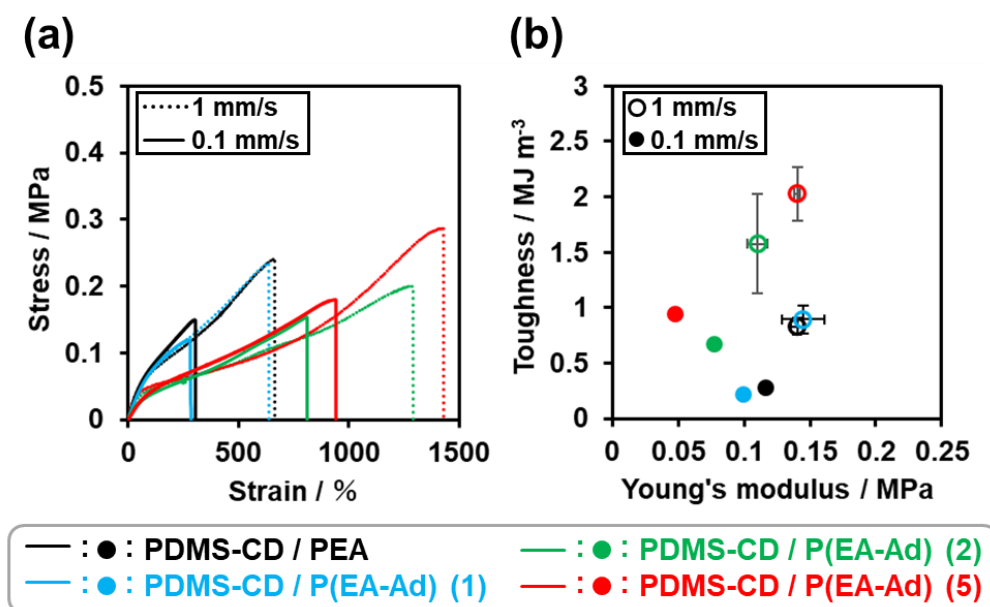 (a)
(b)
0.5
0.4
0.3
0.2
0.1
0
1 mm/s
0.1 mm/s
Stress / MPa
0
500
1000
1500
Strain / %
3
2.5
2
1.5
1
0.5
0
1 mm/s
0.1 mm/s
Toughness / MJ m⁻³
0
0.05
0.1
0.15
0.2
0.25
Young's modulus / MPa
: PDMS-CD / PEA
: PDMS-CD / P(EA-Ad) (2)
: PDMS-CD / P(EA-Ad) (1)
: PDMS-CD / P(EA-Ad) (5)